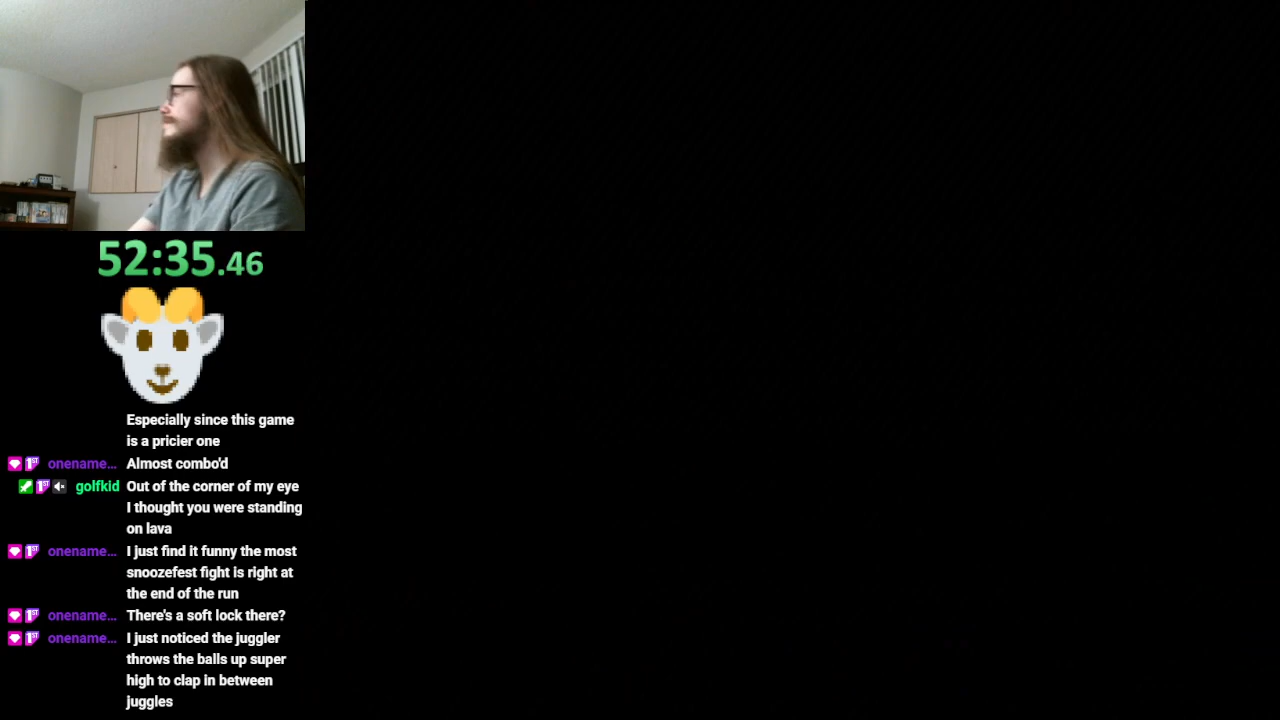 52:35.46
Especially since this game
is a pricier one
onename... Almost combo'd
golfkid Out of the corner of my eye
I thought you were standing
on lava
onename... I just find it funny the most
snoozefest fight is right at
the end of the run
onename... There's a soft lock there?
onename... I just noticed the juggler
throws the balls up super
high to clap in between
juggles